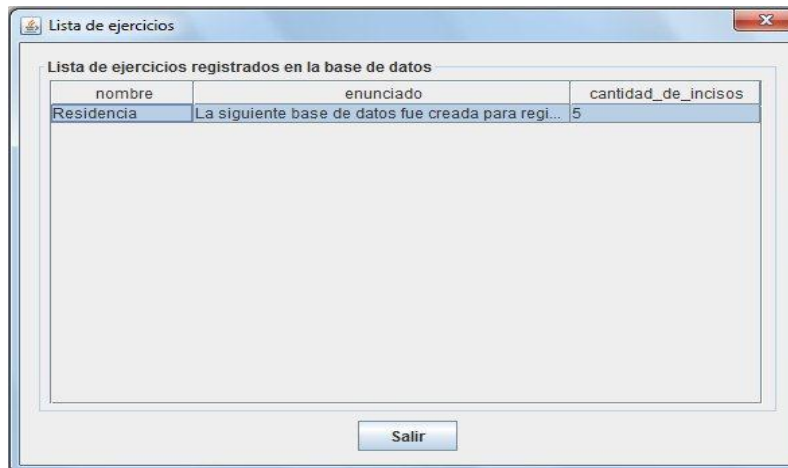 Lista de ejercicios
Lista de ejercicios registrados en la base de datos
nombre enunciado cantidad_de_incisos
Residencia La siguiente base de datos fue creada para regi... 5
Salir